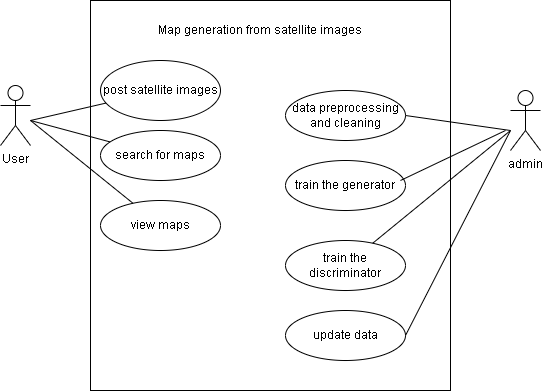 Map generation from satellite images
post satellite images
search for maps
view maps
User
data preprocessing
and cleaning
train the generator
train the
discriminator
update data
admin